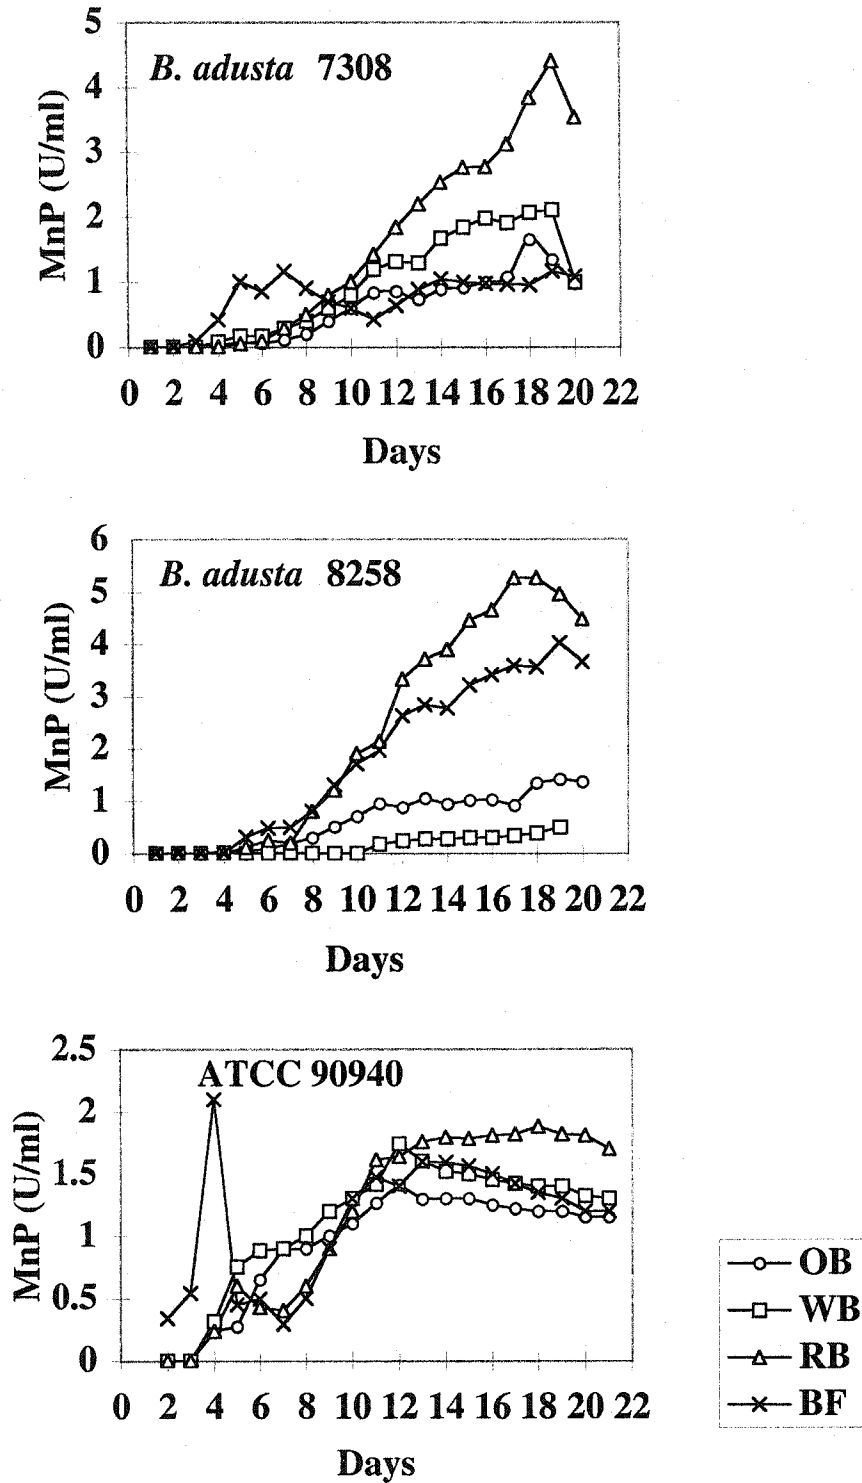 5
B. adusta 7308
4
3
2
1
0
MnP (U/ml)
0 2 4 6 8 10 12 14 16 18 20 22
Days
6
B. adusta 8258
5
4
3
2
1
0
MnP (U/ml)
0 2 4 6 8 10 12 14 16 18 20 22
Days
2.5
ATCC 90940
2
1.5
1
0.5
0
MnP (U/ml)
0 2 4 6 8 10 12 14 16 18 20 22
Days
OB
WB
RB
BF